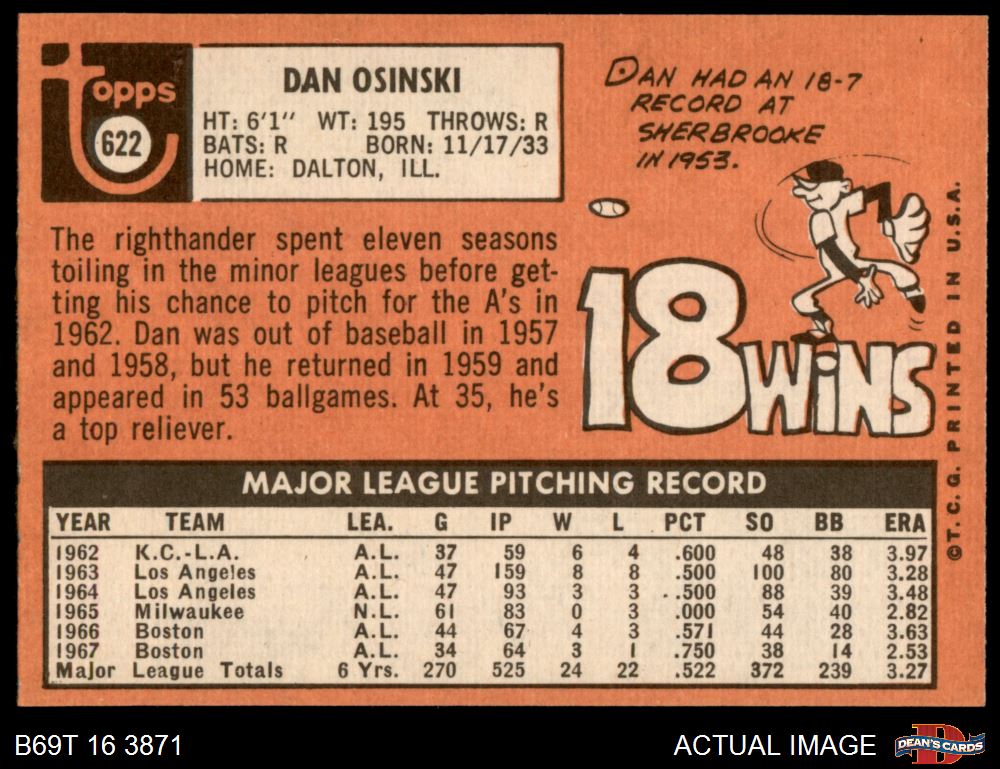 Topps
622
DAN OSINSKI
HT: 6'1" WT: 195 THROWS: R
BATS: R BORN: 11/17/33
HOME: DALTON, ILL.
DAN HAD AN 18-7
RECORD AT
SHERBROOKE
IN 1953.
The righthander spent eleven seasons
toiling in the minor leagues before get-
ting his chance to pitch for the A's in
1962. Dan was out of baseball in 1957
and 1958, but he returned in 1959 and
appeared in 53 ballgames. At 35, he's
a top reliever.
18 WINS
©T.C.G. PRINTED IN U.S.A.
MAJOR LEAGUE PITCHING RECORD
YEAR TEAM LEA. G IP W L PCT SO BB ERA
1962 K.C.-L.A. A.L. 37 59 6 4 .600 48 38 3.97
1963 Los Angeles A.L. 47 159 8 8 .500 100 80 3.28
1964 Los Angeles A.L. 47 93 3 3 .500 88 39 3.48
1965 Milwaukee N.L. 61 83 0 3 .000 54 40 2.82
1966 Boston A.L. 44 67 4 3 .571 44 28 3.63
1967 Boston A.L. 34 64 3 1 .750 38 14 2.53
Major League Totals 6 Yrs. 270 525 24 22 .522 372 239 3.27
B69T 16 3871
ACTUAL IMAGE
D
DEAN'S CARDS